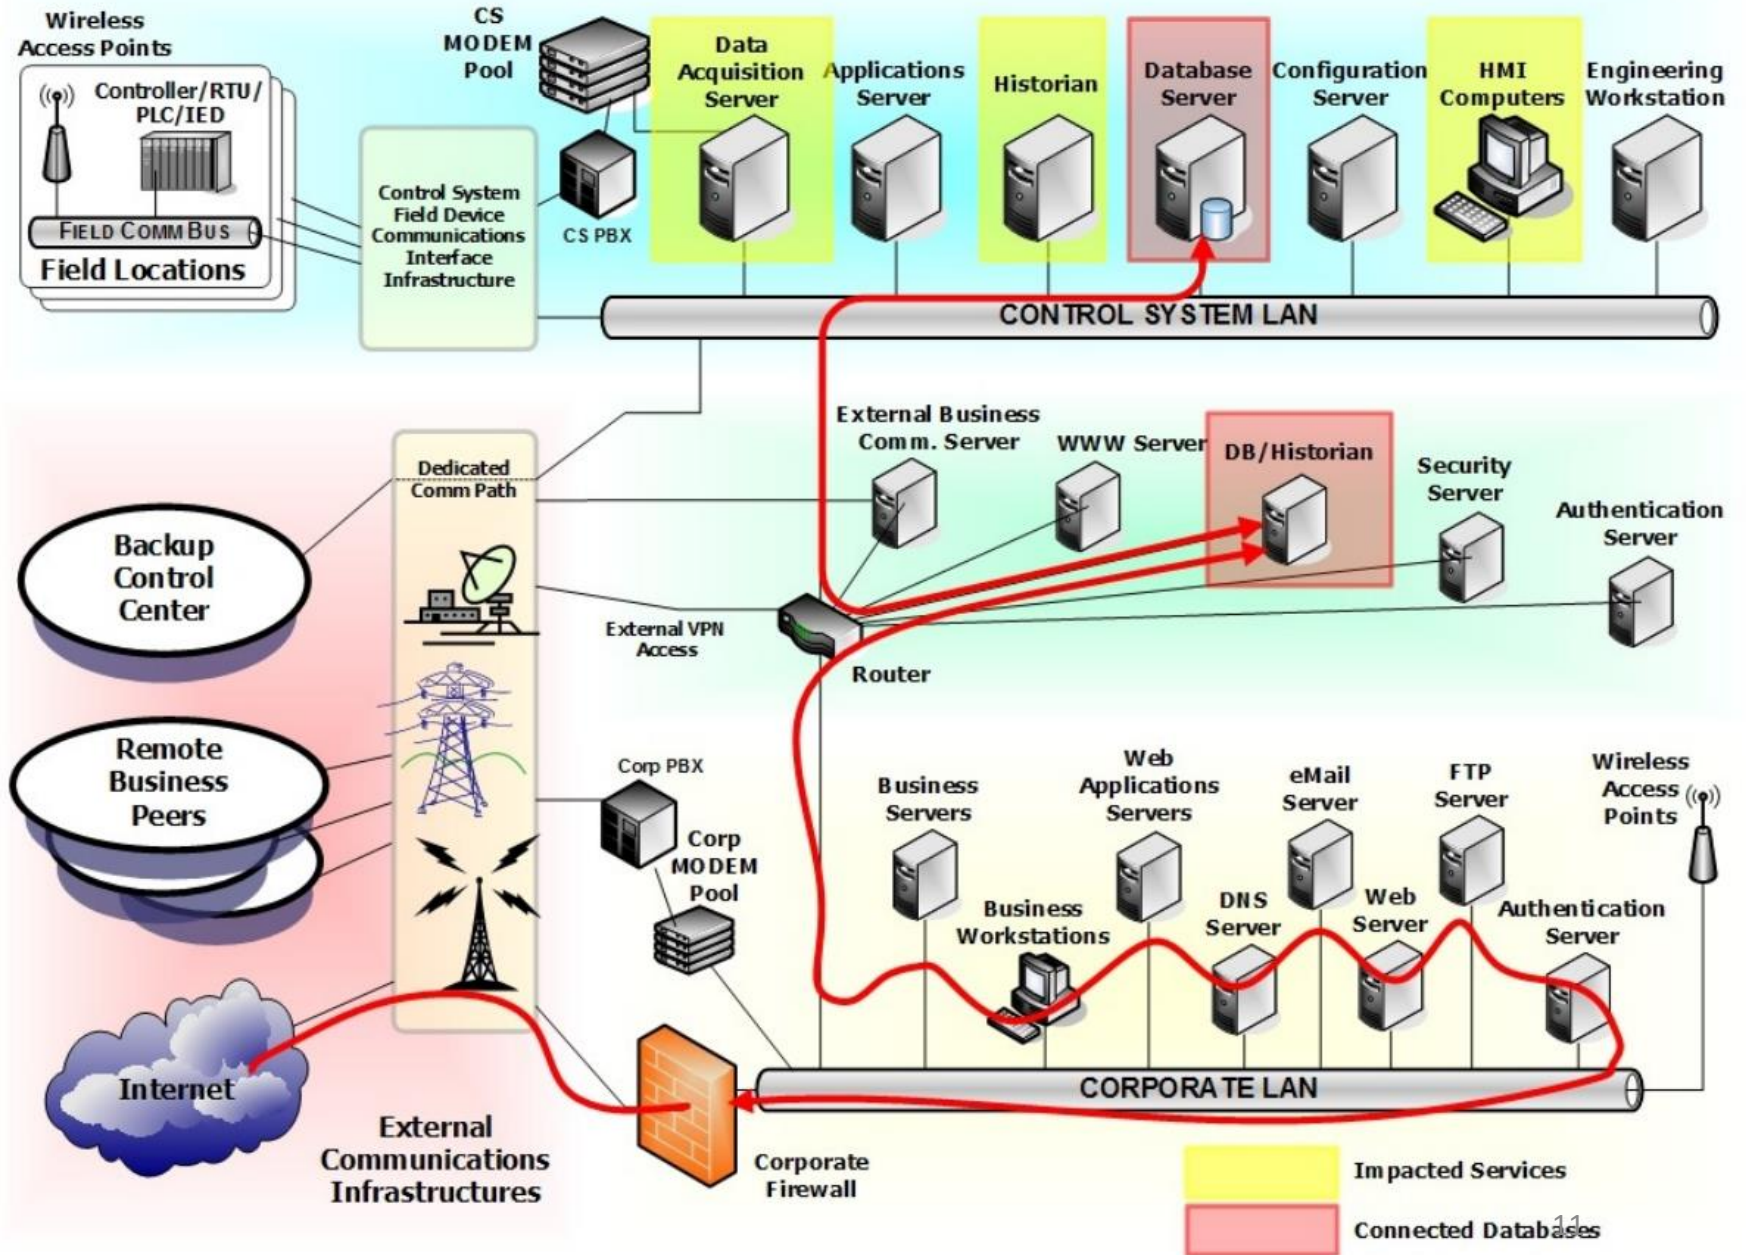 Wireless
Access Points
Controller/RTU/
PLC/IED
FIELD COMM BUS
Field Locations
Control System
Field Device
Communications
Interface
Infrastructure
CS
MODEM
Pool
CS PBX
Data
Acquisition
Server
Applications
Server
Historian
Database
Server
Configuration
Server
HMI
Computers
Engineering
Workstation
CONTROL SYSTEM LAN
Dedicated
Comm Path
External Business
Comm. Server
WWW Server
DB/Historian
Security
Server
Authentication
Server
Backup
Control
Center
External VPN
Access
Router
Remote
Business
Peers
Corp PBX
Corp
MODEM
Pool
Business
Servers
Business
Workstations
Web
Applications
Servers
DNS
Server
eMail
Server
Web
Server
FTP
Server
Authentication
Server
Wireless
Access
Points
Internet
CORPORATE LAN
External
Communications
Infrastructures
Corporate
Firewall
Impacted Services
Connected Databases
11